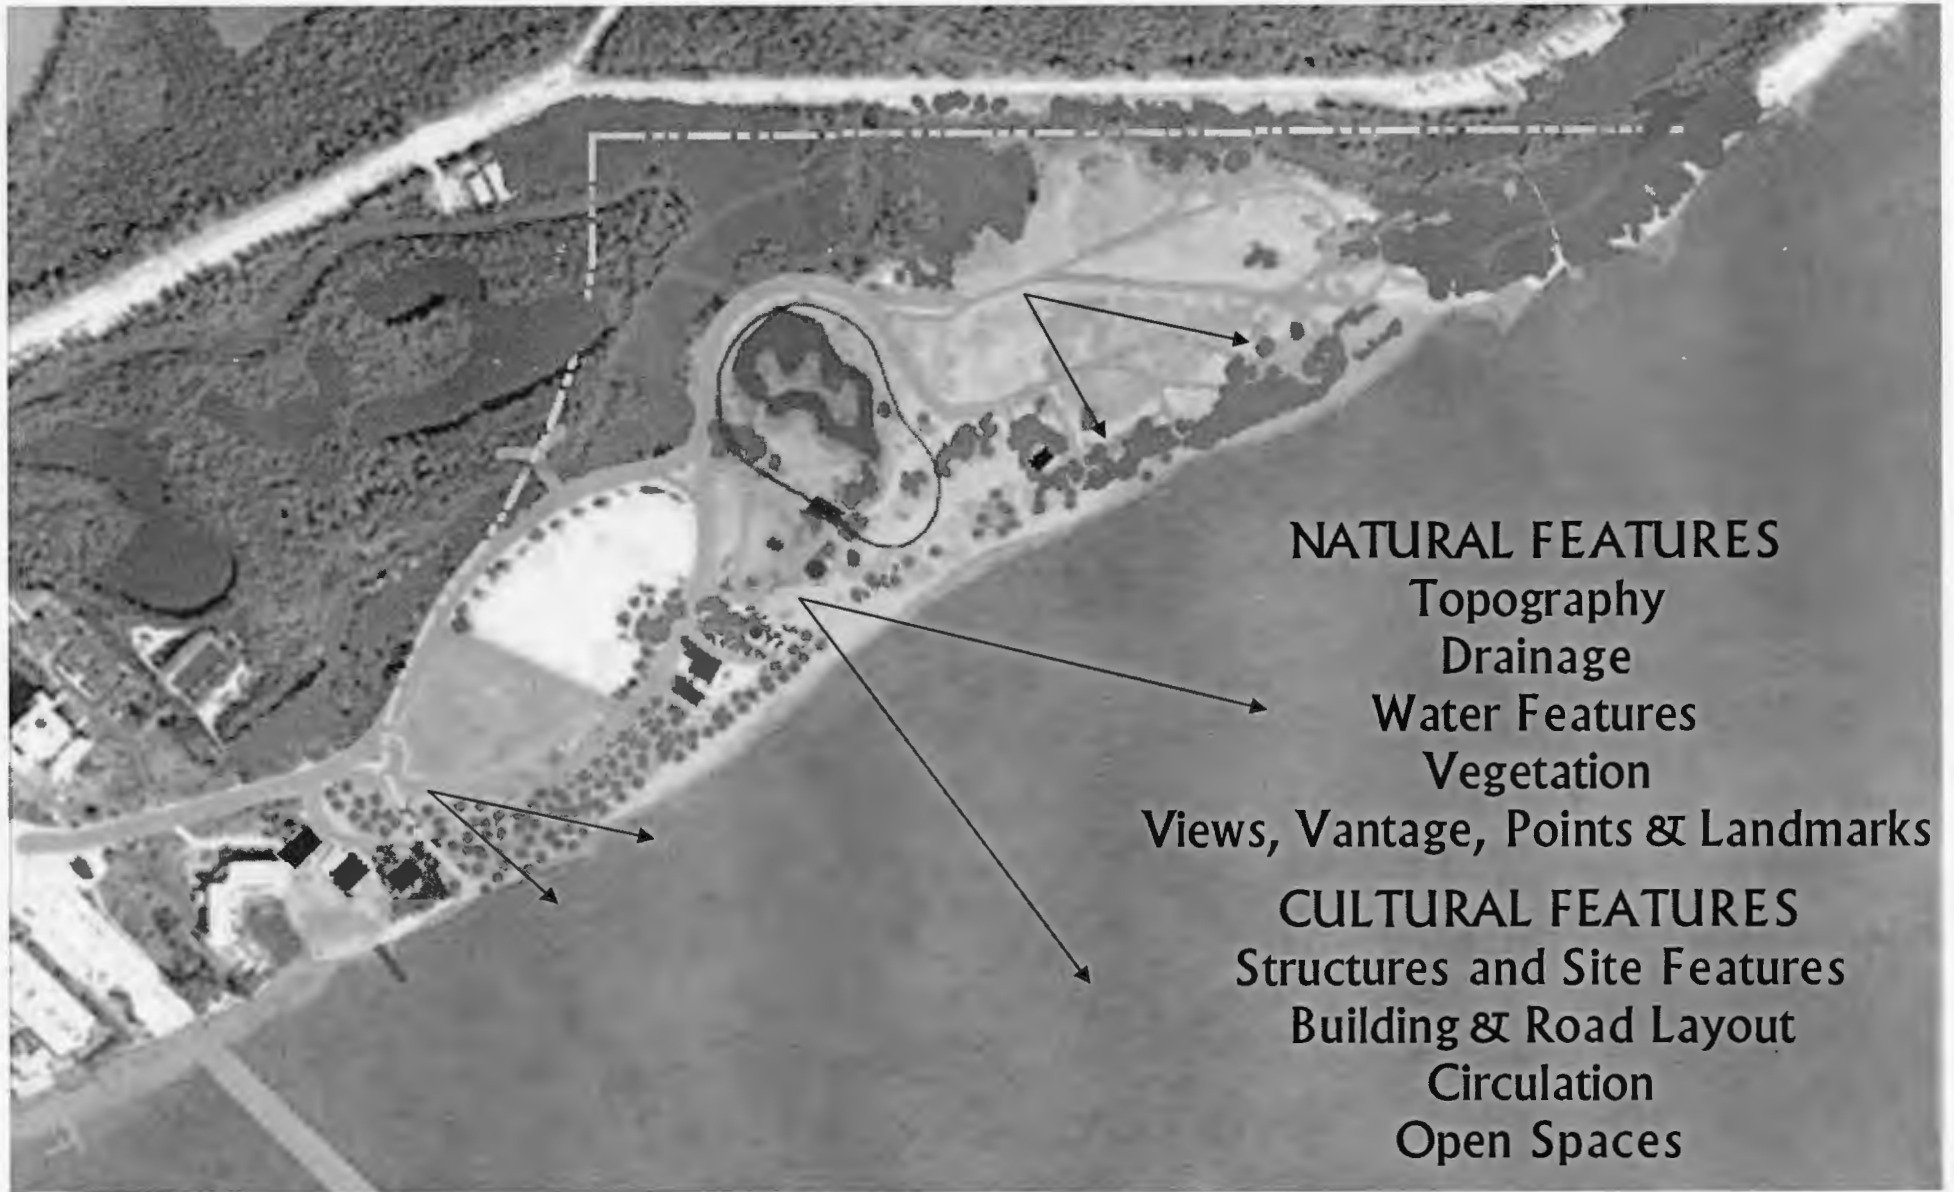 NATURAL FEATURES
Topography
Drainage
Water Features
Vegetation
Views, Vantage, Points & Landmarks
CULTURAL FEATURES
Structures and Site Features
Building & Road Layout
Circulation
Open Spaces